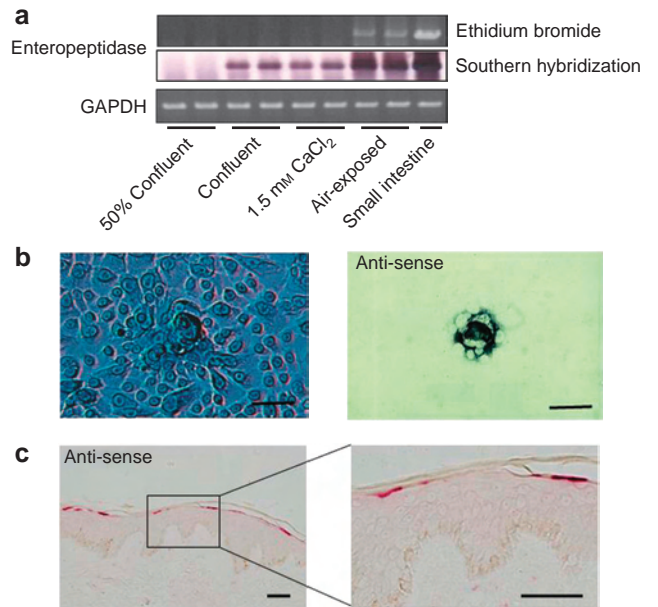 a
Enteropeptidase
Ethidium bromide
Southern hybridization
GAPDH
50% Confluent
Confluent
1.5 mM CaCl2
Air-exposed
Small intestine
b
Anti-sense
c
Anti-sense